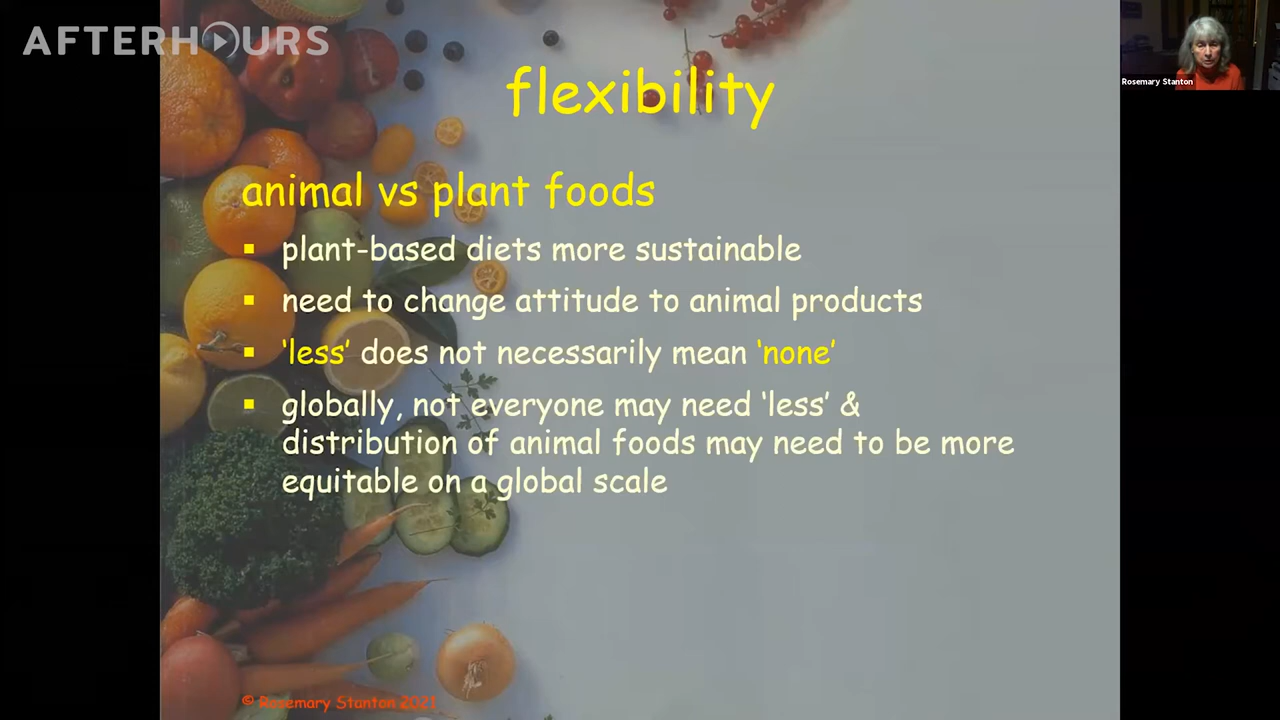 AFTERHOURS
Rosemary Stanton
flexibility
animal vs plant foods
▪ plant-based diets more sustainable
▪ need to change attitude to animal products
▪ ‘less’ does not necessarily mean ‘none’
▪ globally, not everyone may need ‘less’ &
distribution of animal foods may need to be more
equitable on a global scale
© Rosemary Stanton 2021